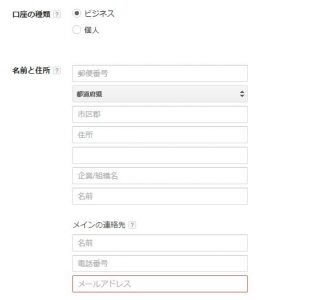 口座の種類 ? ビジネス
個人
名前と住所 ? 郵便番号
都道府県
市区郡
住所
企業/組織名
名前
メインの連絡先 ?
名前
電話番号
メールアドレス